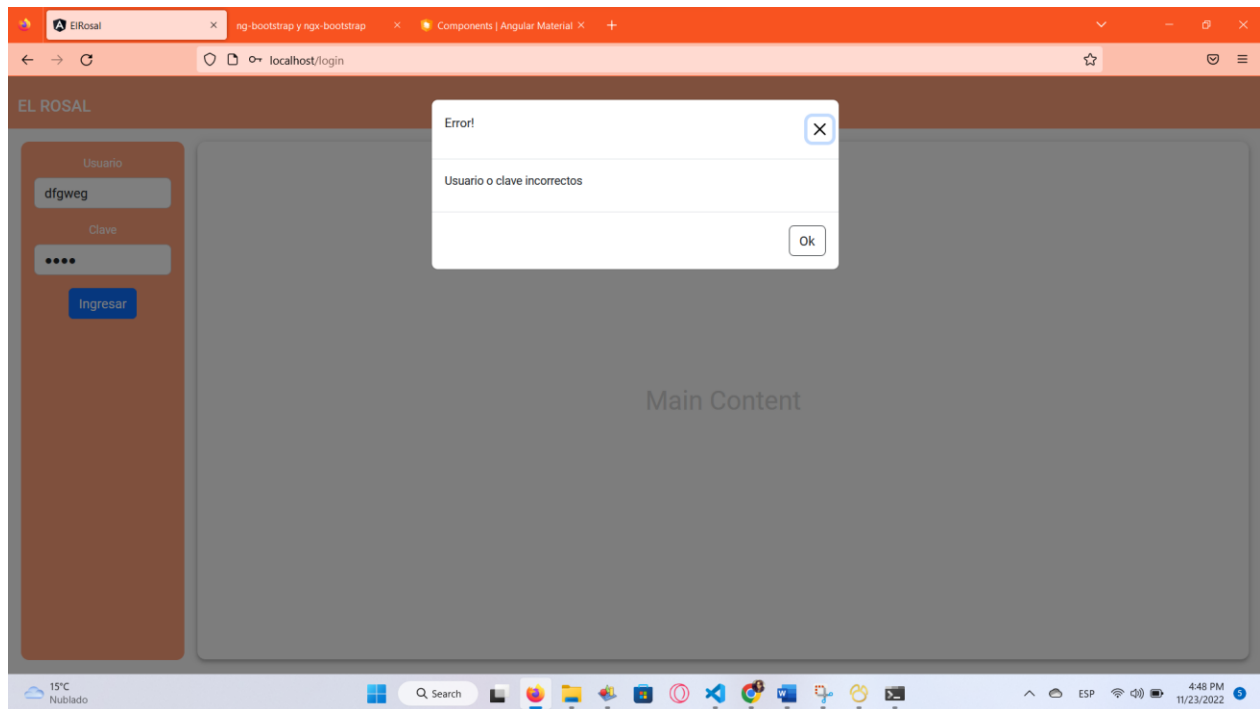 ElRosal
ng-bootstrap y ngx-bootstrap
Components | Angular Material
localhost/login
EL ROSAL
Error!
Usuario o clave incorrectos
Ok
Usuario
dfgweg
Clave
Ingresar
Main Content
15°C
Nublado
Search
ESP
4:48 PM
11/23/2022
5